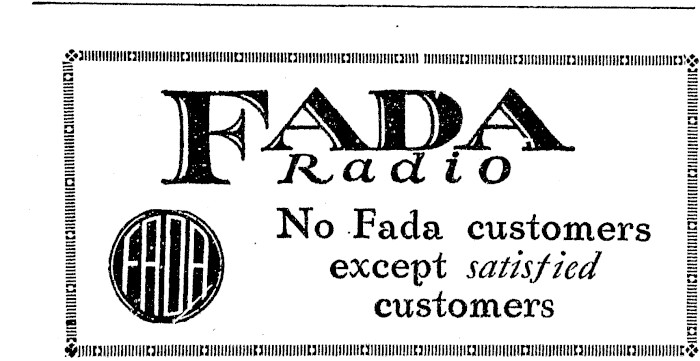 FADA
Radio
FADA
No Fada customers
except satisfied
customers